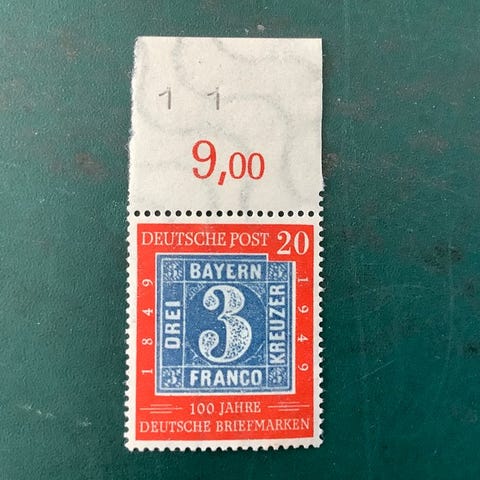 1 1
9,00
DEUTSCHE POST 20
BAYERN
1849
DREI
3
KREUZER
1949
FRANCO
100 JAHRE
DEUTSCHE BRIEFMARKEN